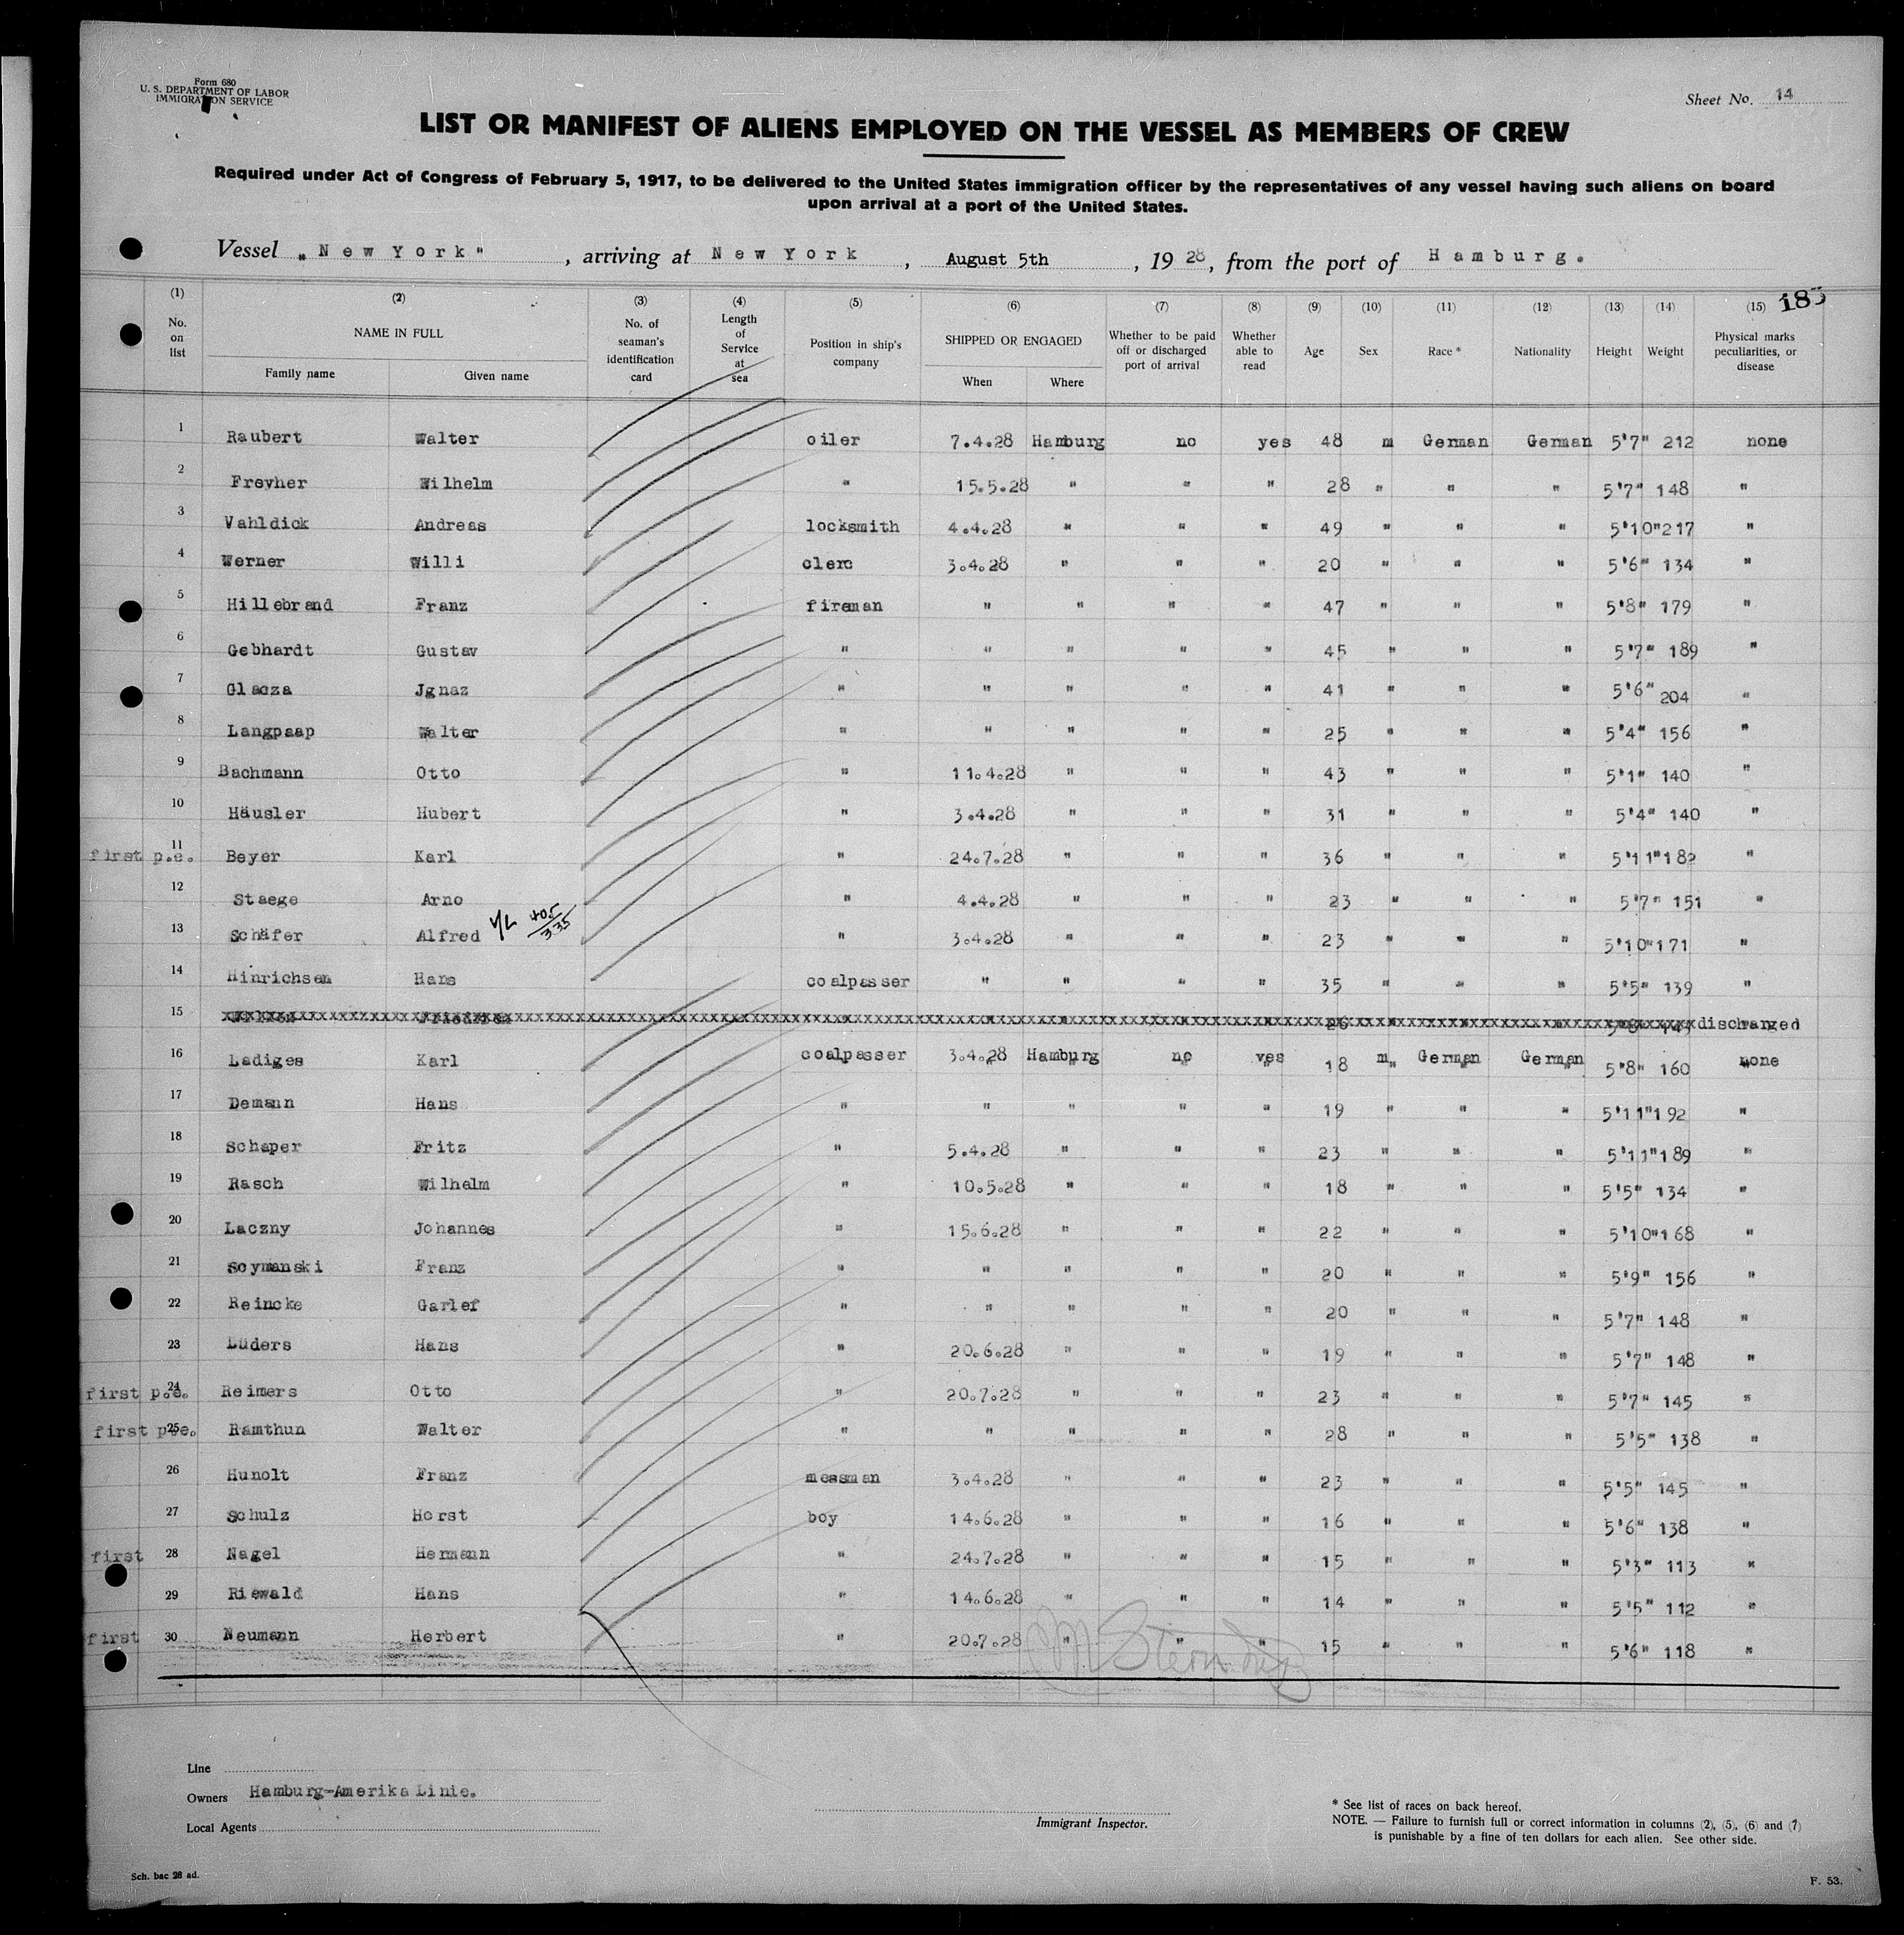 Form 680
U. S. DEPARTMENT OF LABOR
IMMIGRATION SERVICE
Sheet No. 14
LIST OR MANIFEST OF ALIENS EMPLOYED ON THE VESSEL AS MEMBERS OF CREW
Required under Act of Congress of February 5, 1917, to be delivered to the United States immigration officer by the representatives of any vessel having such aliens on board
upon arrival at a port of the United States.
Vessel „New York", arriving at New York, August 5th, 1928, from the port of Hamburg.
185
(1) (2) (3) (4) (5) (6) (7) (8) (9) (10) (11) (12) (13) (14) (15)
No. on list NAME IN FULL Family name Given name No. of seaman's identification card Length of Service at sea Position in ship's company SHIPPED OR ENGAGED When Where Whether to be paid off or discharged port of arrival Whether able to read Age Sex Race * Nationality Height Weight Physical marks peculiarities, or disease
1 Raubert Walter oiler 7.4.28 Hamburg no yes 48 m German German 5'7" 212 none
2 Freyher Wilhelm " 15.5.28 " " " 28 " " " 5'7" 148 "
3 Vahldick Andreas locksmith 4.4.28 " " " 49 " " " 5'10" 217 "
4 Werner Willi clerc 3.4.28 " " " 20 " " " 5'6" 134 "
5 Hillebrand Franz fireman " " " " 47 " " " 5'8" 179 "
6 Gebhardt Gustav " " " " " 45 " " " 5'7" 189 "
7 Glacza Jgnaz " " " " " 41 " " " 5'6" 204 "
8 Langpaap Walter " " " " " 25 " " " 5'4" 156 "
9 Bachmann Otto " 11.4.28 " " " 43 " " " 5'1" 140 "
10 Häusler Hubert " 3.4.28 " " " 31 " " " 5'4" 140 "
first p.e. 11 Beyer Karl " 24.7.28 " " " 36 " " " 5'11" 182 "
12 Staege Arno " 4.4.28 " " " 23 " " " 5'7" 151 "
13 Schäfer Alfred V/L 405/335 " 3.4.28 " " " 23 " " " 5'10" 171 "
14 Hinrichsen Hans coalpasser " " " " 35 " " " 5'5" 139 "
15 Friedrich " " " " " 26 " " " discharged
16 Ladiges Karl coalpasser 3.4.28 Hamburg no yes 18 m German German 5'8" 160 none
17 Demann Hans " " " " " 19 " " " 5'11" 192 "
18 Schaper Fritz " 5.4.28 " " " 23 " " " 5'11" 189 "
19 Rasch Wilhelm " 10.5.28 " " " 18 " " " 5'5" 134 "
20 Laczny Johannes " 15.6.28 " " " 22 " " " 5'10" 168 "
21 Scymanski Franz " " " " " 20 " " " 5'9" 156 "
22 Reincke Garlef " " " " " 20 " " " 5'7" 148 "
23 Lüders Hans " 20.6.28 " " " 19 " " " 5'7" 148 "
first p.e. 24 Reimers Otto " 20.7.28 " " " 23 " " " 5'7" 145 "
first p.e. 25 Ramthun Walter " " " " " 28 " " " 5'5" 138 "
26 Hunolt Franz messman 3.4.28 " " " 23 " " " 5'5" 145 "
27 Schulz Horst boy 14.6.28 " " " 16 " " " 5'6" 138 "
first 28 Nagel Hermann " 24.7.28 " " " 15 " " " 5'3" 113 "
29 Riewald Hans " 14.6.28 " " " 14 " " " 5'5" 112 "
first 30 Neumann Herbert " 20.7.28 " " " 15 " " " 5'6" 118 "
Line
Owners Hamburg-Amerika Linie.
Local Agents
Immigrant Inspector.
* See list of races on back hereof.
NOTE. — Failure to furnish full or correct information in columns (2), (5), (6) and (7)
is punishable by a fine of ten dollars for each alien. See other side.
Sch. bac 28 ad.
F. 53.